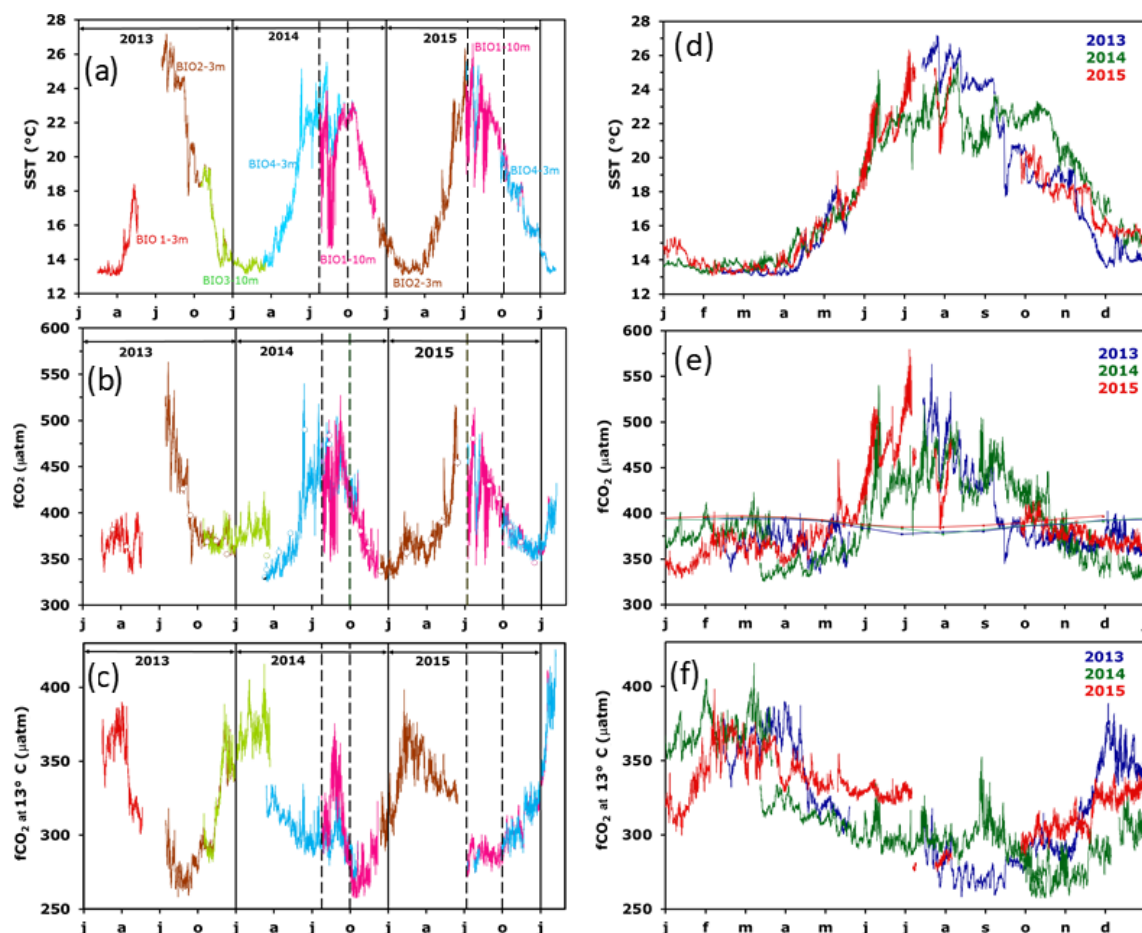 (a)
28
26
24
22
20
18
16
14
12
SST (°C)
2013
2014
2015
BIO2-3m
BIO1-10m
BIO4-3m
BIO4-3m
BIO 1-3m
BIO3-10m
BIO1-10m
BIO2-3m
j a j o j a j o j a j o j
(d)
28
26
24
22
20
18
16
14
12
SST (°C)
2013
2014
2015
j f m a m j j a s o n d j
(b)
600
550
500
450
400
350
300
fCO₂ (µatm)
2013
2014
2015
j a j o j a j o j a j o j
(e)
600
550
500
450
400
350
300
fCO₂ (µatm)
2013
2014
2015
j f m a m j j a s o n d j
(c)
400
350
300
250
fCO₂ at 13° C (µatm)
2013
2014
2015
j a j o j a j o j a j o j
(f)
400
350
300
250
fCO₂ at 13° C (µatm)
2013
2014
2015
j f m a m j j a s o n d j